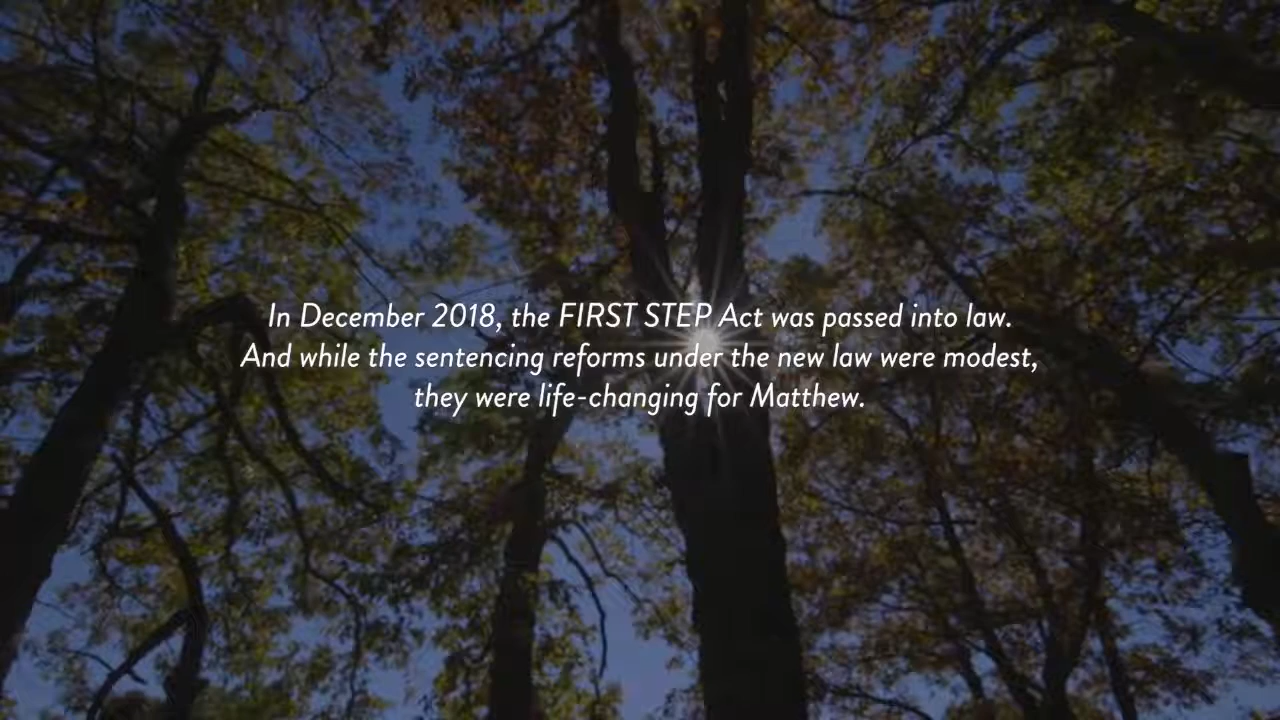 In December 2018, the FIRST STEP Act was passed into law.
And while the sentencing reforms under the new law were modest,
they were life-changing for Matthew.